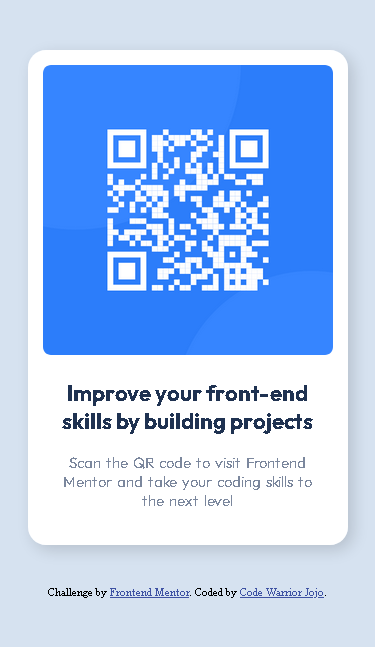 Improve your front-end
skills by building projects
Scan the QR code to visit Frontend
Mentor and take your coding skills to
the next level
Challenge by Frontend Mentor. Coded by Code Warrior Jojo.